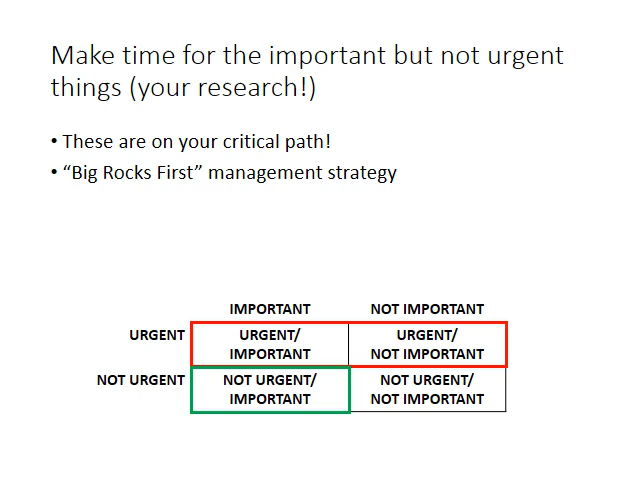 Make time for the important but not urgent
things (your research!)
• These are on your critical path!
• “Big Rocks First” management strategy
IMPORTANT NOT IMPORTANT
URGENT URGENT/ URGENT/
IMPORTANT NOT IMPORTANT
NOT URGENT NOT URGENT/ NOT URGENT/
IMPORTANT NOT IMPORTANT